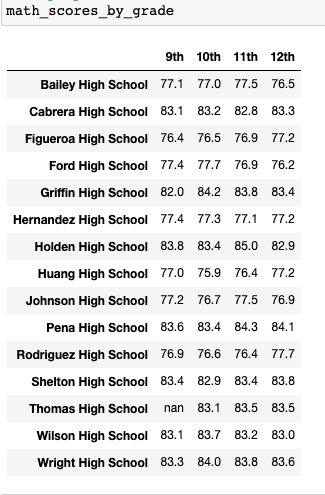 math_scores_by_grade
9th 10th 11th 12th
Bailey High School 77.1 77.0 77.5 76.5
Cabrera High School 83.1 83.2 82.8 83.3
Figueroa High School 76.4 76.5 76.9 77.2
Ford High School 77.4 77.7 76.9 76.2
Griffin High School 82.0 84.2 83.8 83.4
Hernandez High School 77.4 77.3 77.1 77.2
Holden High School 83.8 83.4 85.0 82.9
Huang High School 77.0 75.9 76.4 77.2
Johnson High School 77.2 76.7 77.5 76.9
Pena High School 83.6 83.4 84.3 84.1
Rodriguez High School 76.9 76.6 76.4 77.7
Shelton High School 83.4 82.9 83.4 83.8
Thomas High School nan 83.1 83.5 83.5
Wilson High School 83.1 83.7 83.2 83.0
Wright High School 83.3 84.0 83.8 83.6